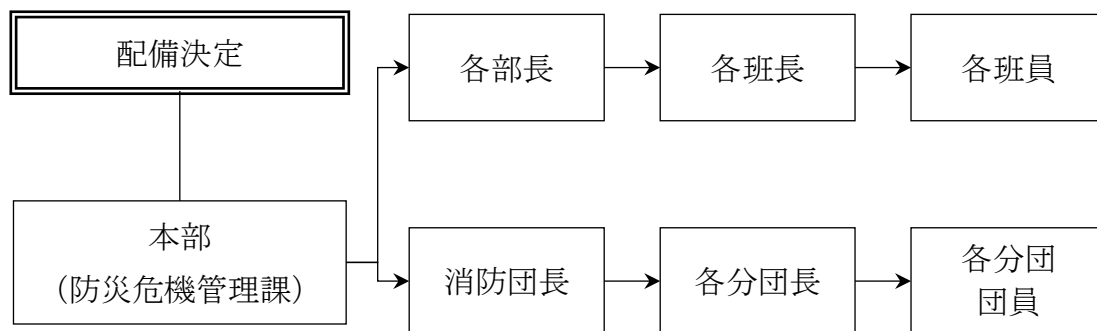 配備決定
各部長
各班長
各班員
本部
（防災危機管理課）
消防団長
各分団長
各分団
団員